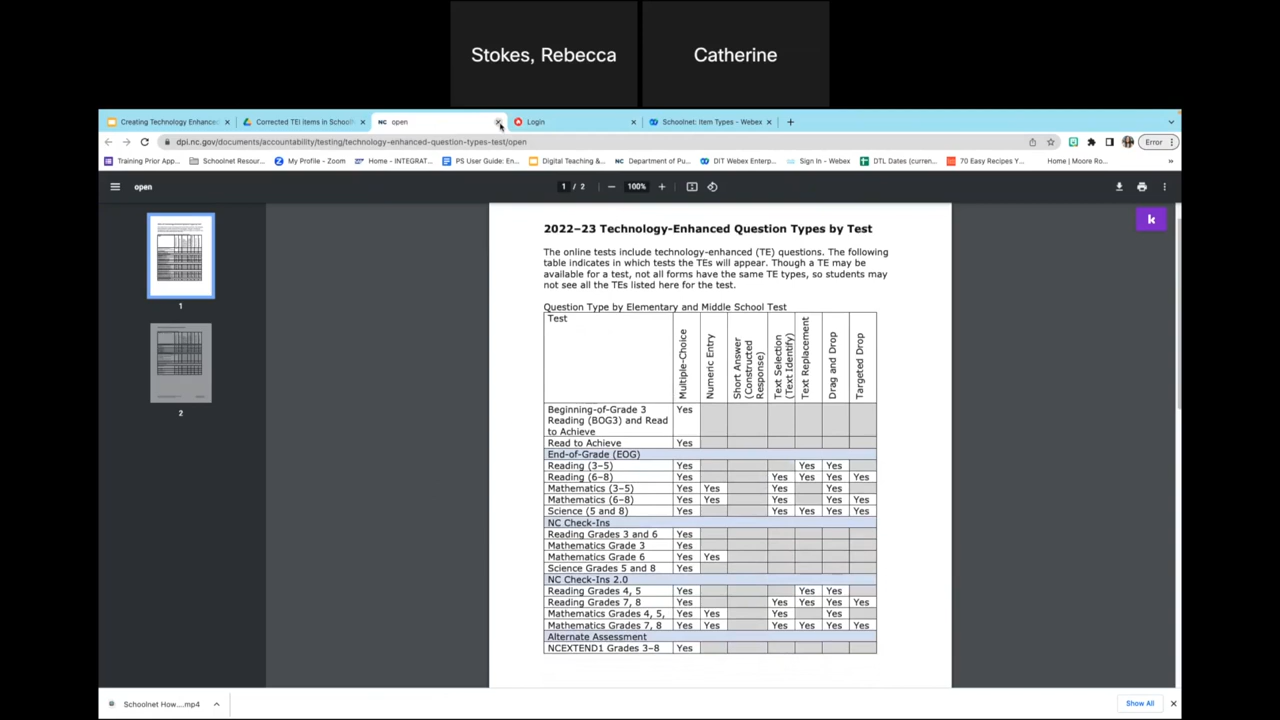 Stokes, Rebecca
Catherine
Creating Technology Enhanced
Corrected TEI items in Schooln
NC open
Login
Schoolnet: Item Types - Webex
dpi.nc.gov/documents/accountability/testing/technology-enhanced-question-types-test/open
Error
Training Prior App...
Schoolnet Resour...
My Profile - Zoom
Home - INTEGRAT...
PS User Guide: En...
Digital Teaching &...
NC Department of Pu...
DIT Webex Enterp...
Sign In - Webex
DTL Dates (curren...
70 Easy Recipes Y...
Home | Moore Ro...
»
open
1 / 2
100%
k
1
2
2022–23 Technology-Enhanced Question Types by Test
The online tests include technology-enhanced (TE) questions. The following
table indicates in which tests the TEs will appear. Though a TE may be
available for a test, not all forms have the same TE types, so students may
not see all the TEs listed here for the test.
Question Type by Elementary and Middle School Test
Test
Multiple-Choice
Numeric Entry
Short Answer
(Constructed
Response)
Text Selection
(Text Identify)
Text Replacement
Drag and Drop
Targeted Drop
Beginning-of-Grade 3 Yes
Reading (BOG3) and Read
to Achieve
Read to Achieve Yes
End-of-Grade (EOG)
Reading (3–5) Yes Yes Yes
Reading (6–8) Yes Yes Yes Yes Yes
Mathematics (3–5) Yes Yes Yes Yes
Mathematics (6–8) Yes Yes Yes Yes Yes
Science (5 and 8) Yes Yes Yes Yes Yes
NC Check-Ins
Reading Grades 3 and 6 Yes
Mathematics Grade 3 Yes
Mathematics Grade 6 Yes Yes
Science Grades 5 and 8 Yes
NC Check-Ins 2.0
Reading Grades 4, 5 Yes Yes Yes
Reading Grades 7, 8 Yes Yes Yes Yes Yes
Mathematics Grades 4, 5, Yes Yes Yes Yes
Mathematics Grades 7, 8 Yes Yes Yes Yes Yes Yes
Alternate Assessment
NCEXTEND1 Grades 3–8 Yes
Schoolnet How....mp4
Show All